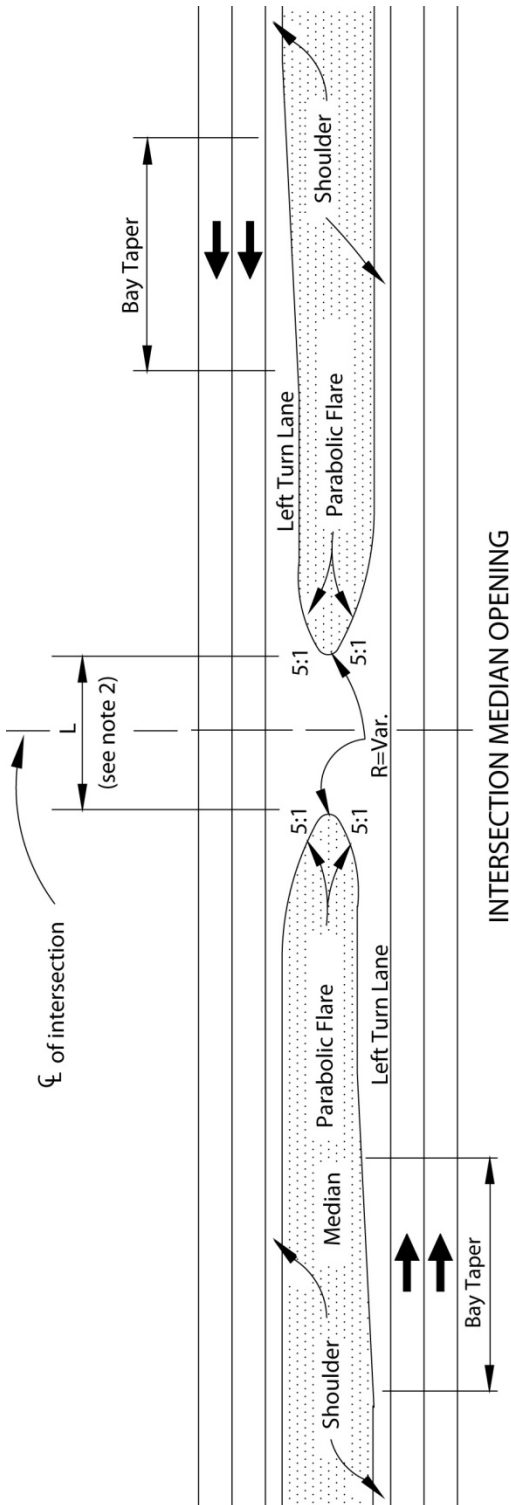 ℄ of intersection
L
(see note 2)
Bay Taper
Shoulder
Left Turn Lane
Parabolic Flare
5:1
5:1
R=Var.
5:1
5:1
Parabolic Flare
Median
Left Turn Lane
Shoulder
Bay Taper
INTERSECTION MEDIAN OPENING